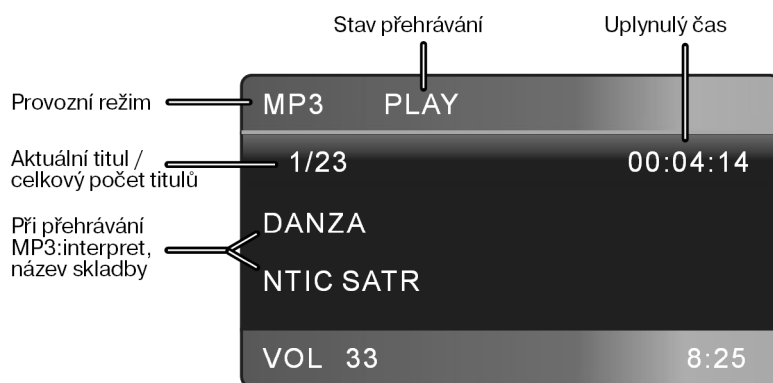 Stav přehrávání
Uplynulý čas
Provozní režim
MP3 PLAY
Aktuální titul /
celkový počet titulů
1/23
00:04:14
Při přehrávání
MP3:interpret,
název skladby
DANZA
NTIC SATR
VOL 33
8:25